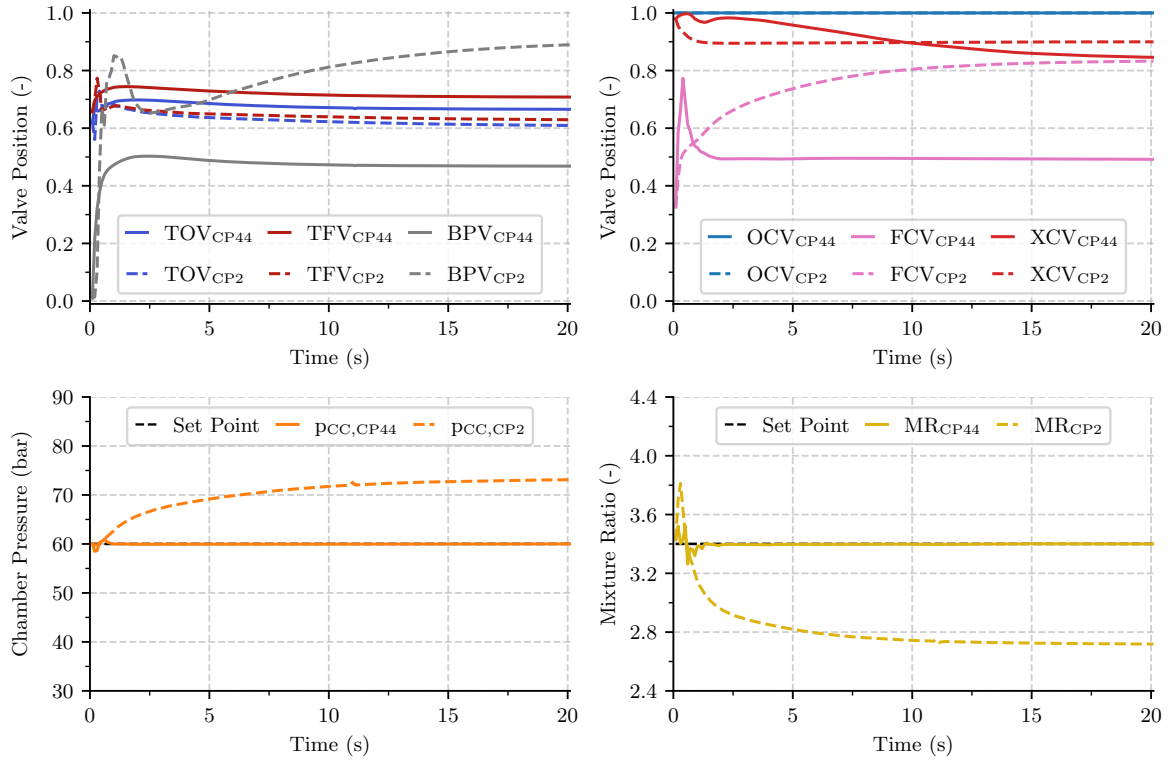 Valve Position (-)
1.0
0.8
0.6
0.4
0.2
0.0
TOV_CP44 TFV_CP44 BPV_CP44
TOV_CP2 TFV_CP2 BPV_CP2
0 5 10 15 20
Time (s)
Valve Position (-)
1.0
0.8
0.6
0.4
0.2
0.0
OCV_CP44 FCV_CP44 XCV_CP44
OCV_CP2 FCV_CP2 XCV_CP2
0 5 10 15 20
Time (s)
Chamber Pressure (bar)
90
80
70
60
50
40
30
Set Point p_CC,CP44 p_CC,CP2
0 5 10 15 20
Time (s)
Mixture Ratio (-)
4.4
4.0
3.6
3.2
2.8
2.4
Set Point MR_CP44 MR_CP2
0 5 10 15 20
Time (s)